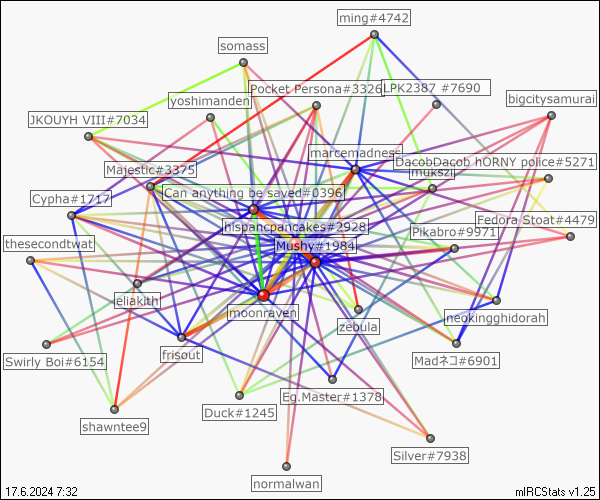 ming#4742
somass
Pocket Persona#3326
LPK2387 #7690
yoshimanden
bigcitysamurai
JKOUYH VIII#7034
marcemadness
DacobDacob hORNY police#5271
Majestic#3375
mukszi
Can anything be saved#0396
Cypha#1717
Fedora Stoat#4479
hispancpancakes#2928
Pikabro#9971
thesecondtwat
Mushy#1984
eliakith
moonraven
zebula
neokingghidorah
frisout
Swirly Boi#6154
Madネコ#6901
Eg.Master#1378
Duck#1245
shawntee9
Silver#7938
normalwan
17.6.2024 7:32
mIRCStats v1.25